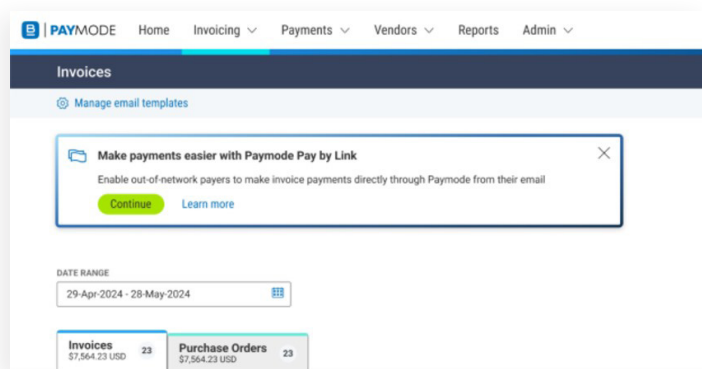 B | PAYMODE Home Invoicing Payments Vendors Reports Admin
Invoices
Manage email templates
Make payments easier with Paymode Pay by Link
Enable out-of-network payers to make invoice payments directly through Paymode from their email
Continue Learn more
DATE RANGE
29-Apr-2024 - 28-May-2024
Invoices 23 Purchase Orders 23
$7,564.23 USD $7,564.23 USD